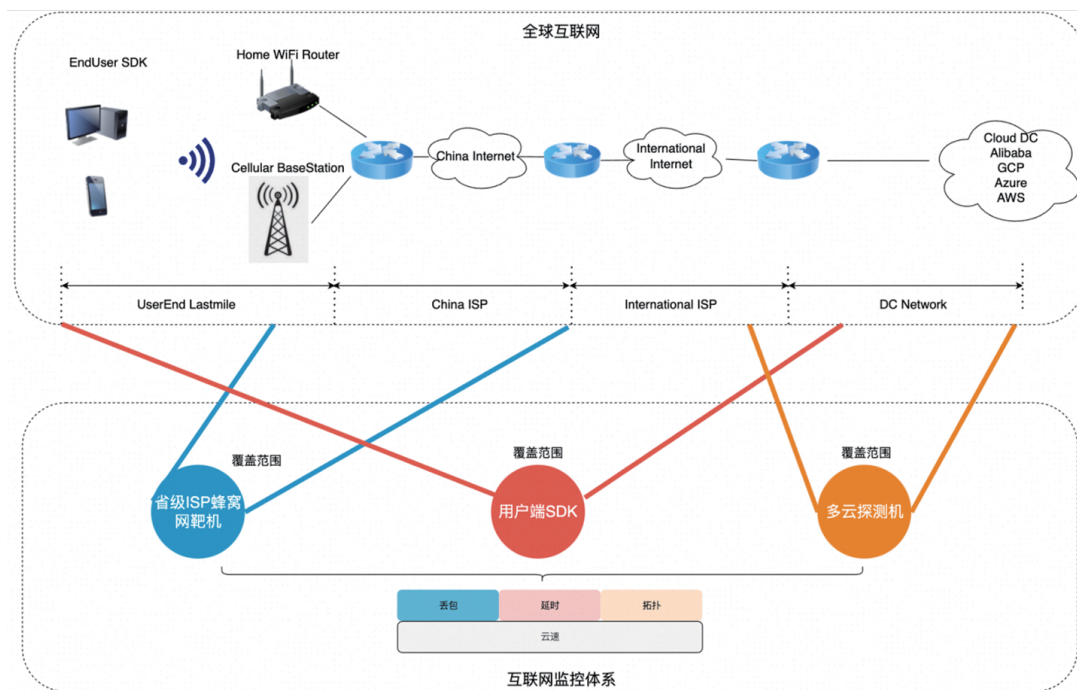 全球互联网
EndUser SDK
Home WiFi Router
Cellular BaseStation
China Internet
International
Internet
Cloud DC
Alibaba
GCP
Azure
AWS
UserEnd Lastmile
China ISP
International ISP
DC Network
覆盖范围
省级ISP蜂窝
网靶机
覆盖范围
用户端SDK
覆盖范围
多云探测机
丢包
延时
拓扑
云速
互联网监控体系